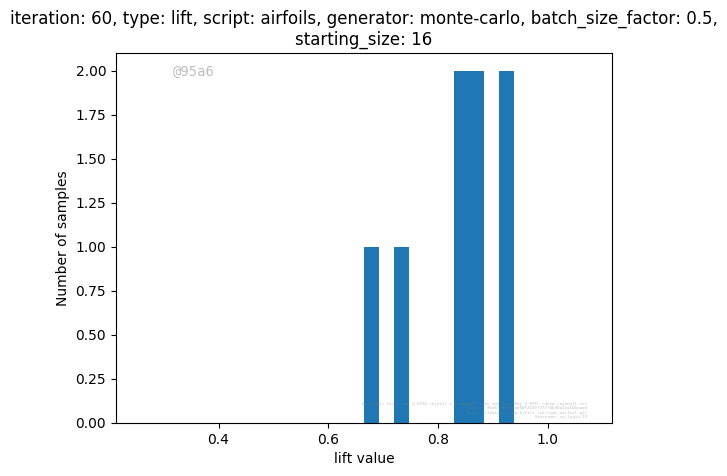 iteration: 60, type: lift, script: airfoils, generator: monte-carlo, batch_size_factor: 0.5,
starting_size: 16
@95a6
2.00
1.75
1.50
1.25
1.00
0.75
0.50
0.25
0.00
Number of samples
0.4 0.6 0.8 1.0
lift value